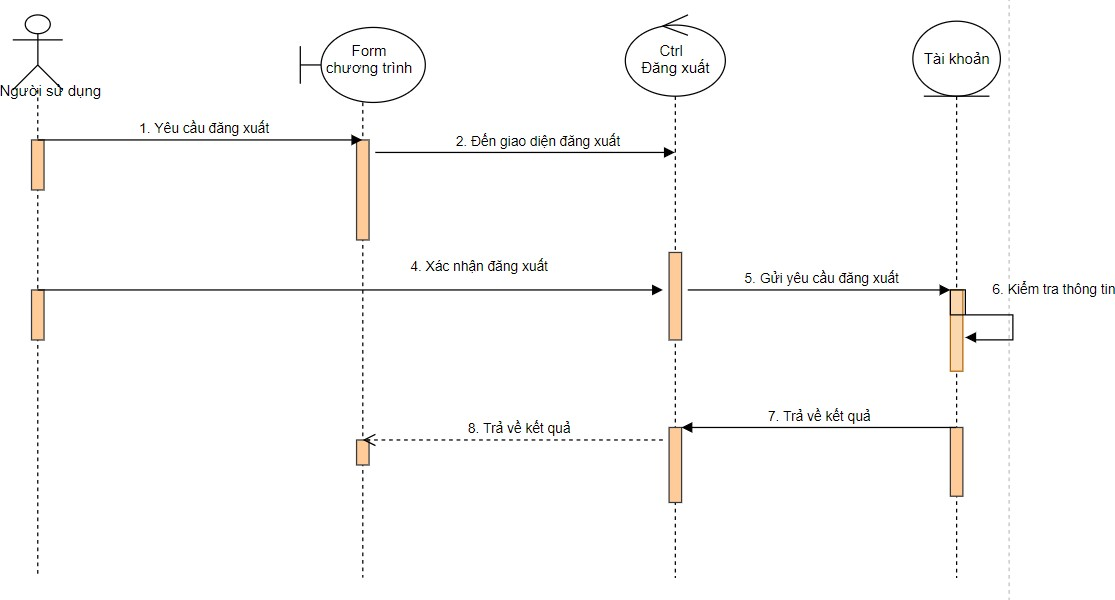 Form
chương trình
Ctrl
Đăng xuất
Tài khoản
Người sử dụng
1. Yêu cầu đăng xuất
2. Đến giao diện đăng xuất
4. Xác nhận đăng xuất
5. Gửi yêu cầu đăng xuất
6. Kiểm tra thông tin
7. Trả về kết quả
8. Trả về kết quả